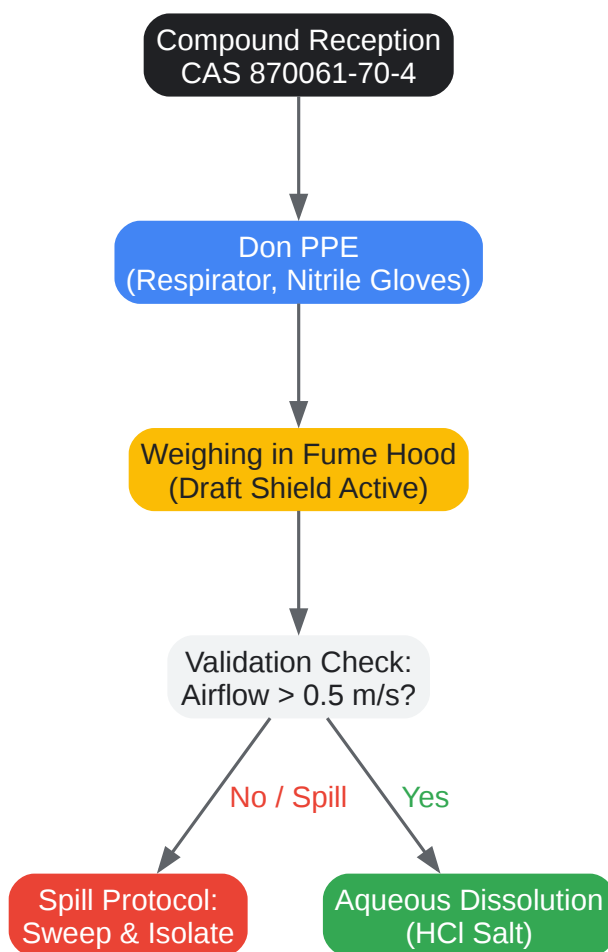 Compound Reception
CAS 870061-70-4
Don PPE
(Respirator, Nitrile Gloves)
Weighing in Fume Hood
(Draft Shield Active)
Validation Check:
Airflow > 0.5 m/s?
No / Spill
Yes
Spill Protocol:
Sweep & Isolate
Aqueous Dissolution
(HCl Salt)